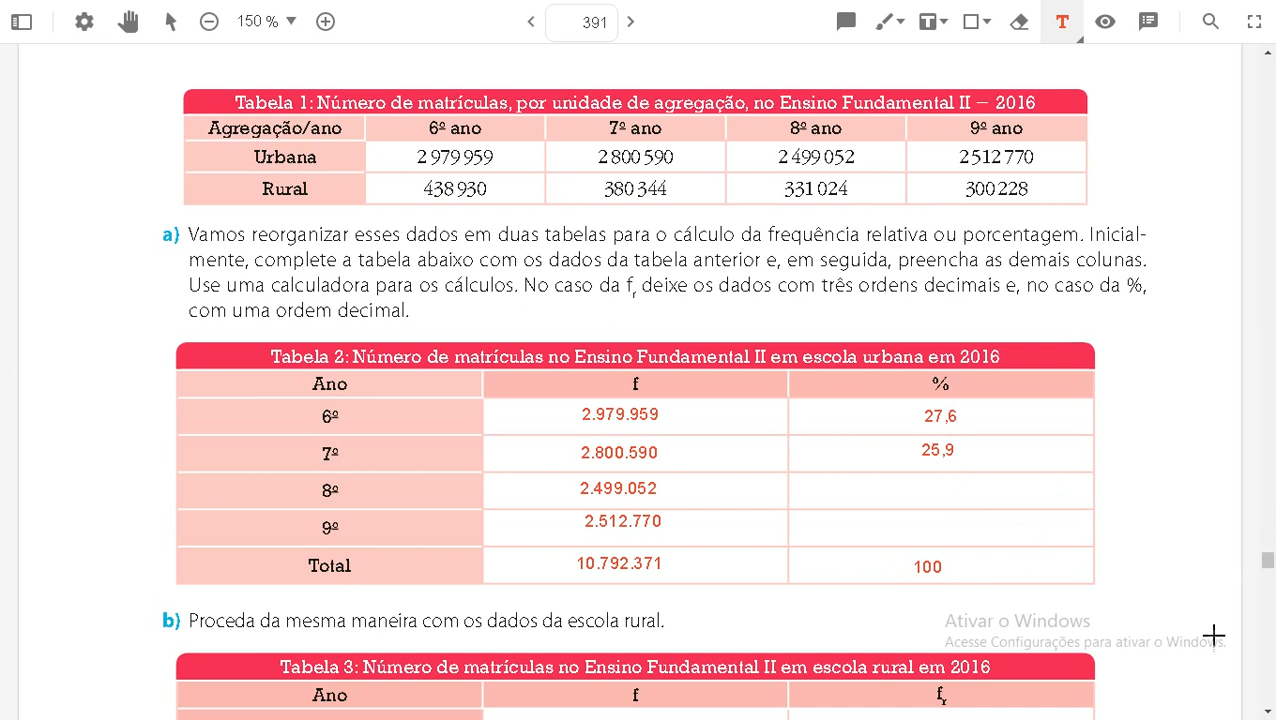 150 %
391
T
Tabela 1: Número de matrículas, por unidade de agregação, no Ensino Fundamental II – 2016
Agregação/ano 6º ano 7º ano 8º ano 9º ano
Urbana 2 979 959 2 800 590 2 499 052 2 512 770
Rural 438 930 380 344 331 024 300 228
a) Vamos reorganizar esses dados em duas tabelas para o cálculo da frequência relativa ou porcentagem. Inicial-
mente, complete a tabela abaixo com os dados da tabela anterior e, em seguida, preencha as demais colunas.
Use uma calculadora para os cálculos. No caso da fr deixe os dados com três ordens decimais e, no caso da %,
com uma ordem decimal.
Tabela 2: Número de matrículas no Ensino Fundamental II em escola urbana em 2016
Ano f %
6º 2.979.959 27,6
7º 2.800.590 25,9
8º 2.499.052
9º 2.512.770
Total 10.792.371 100
b) Proceda da mesma maneira com os dados da escola rural.
Ativar o Windows
Acesse Configurações para ativar o Windows.
Tabela 3: Número de matrículas no Ensino Fundamental II em escola rural em 2016
Ano f fr